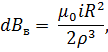 dB_в = μ₀iR² / 2ρ³,